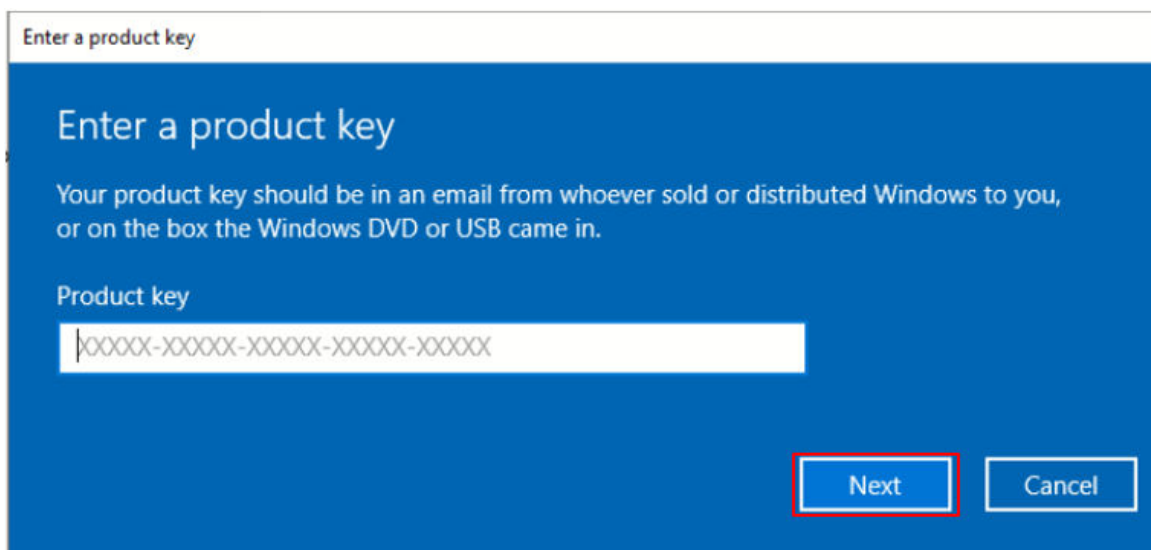 Enter a product key
Enter a product key
Your product key should be in an email from whoever sold or distributed Windows to you,
or on the box the Windows DVD or USB came in.
Product key
XXXXX-XXXXX-XXXXX-XXXXX-XXXXX
Next Cancel